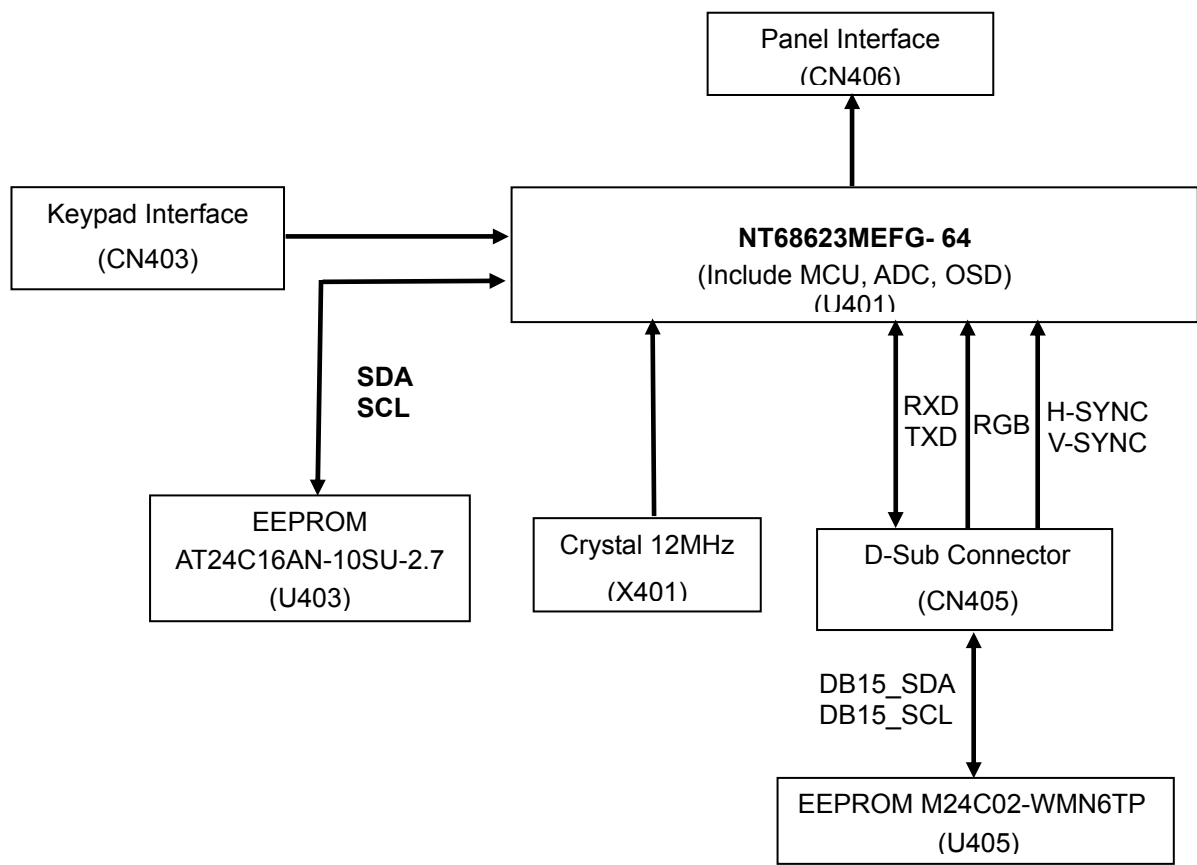 Panel Interface
(CN406)
Keypad Interface
(CN403)
NT68623MEFG- 64
(Include MCU, ADC, OSD)
(U401)
SDA
SCL
RXD
TXD
RGB
H-SYNC
V-SYNC
EEPROM
AT24C16AN-10SU-2.7
(U403)
Crystal 12MHz
(X401)
D-Sub Connector
(CN405)
DB15_SDA
DB15_SCL
EEPROM M24C02-WMN6TP
(U405)